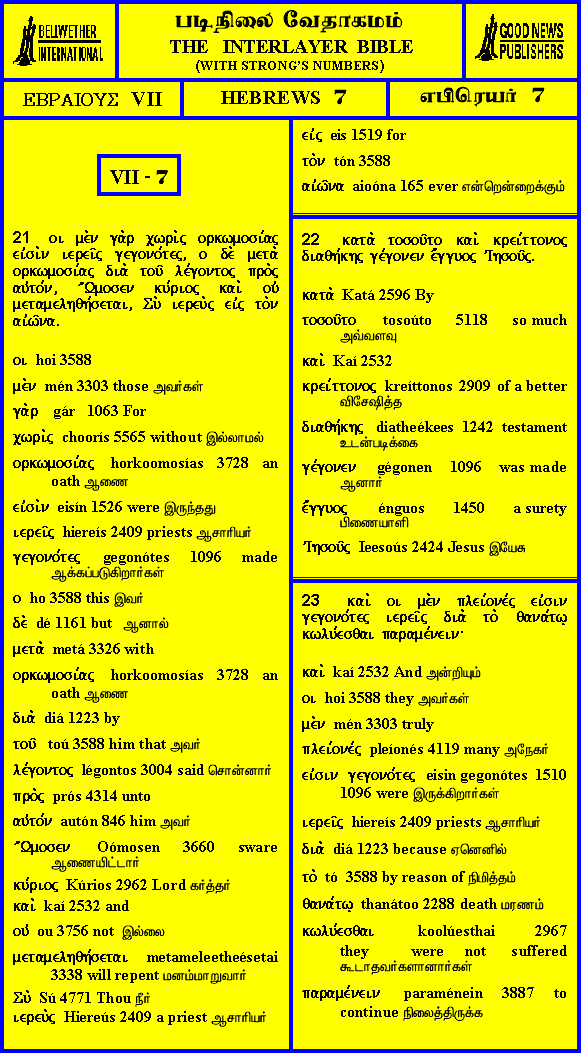 BELLWETHER
INTERNATIONAL
படிநிலை வேதாகமம்
THE INTERLAYER BIBLE
(WITH STRONG'S NUMBERS)
GOOD NEWS
PUBLISHERS
ΕΒΡΑΙΟΥΣ VII
HEBREWS 7
எபிரெயர் 7
VII - 7
21 οι μὲν γὰρ χωρὶς ορκωμοσίας
εἰσὶν ιερεῖς γεγονότες, ο δὲ μετὰ
ορκωμοσίας διὰ τοῦ λέγοντος πρὸς
αυτόν, Ὤμοσεν κύριος καὶ οὐ
μεταμεληθήσεται, Σὺ ιερεὺς εἰς τὸν
αἰῶνα.
οι hoi 3588
μὲν mén 3303 those அவர்கள்
γὰρ gár 1063 For
χωρὶς choorís 5565 without இல்லாமல்
ορκωμοσίας horkoomosías 3728 an
oath ஆணை
εἰσὶν eisín 1526 were இருந்தது
ιερεῖς hiereís 2409 priests ஆசாரியர்
γεγονότες gegonótes 1096 made
ஆக்கப்படுகிறார்கள்
ο ho 3588 this இவர்
δὲ dé 1161 but ஆனால்
μετὰ metá 3326 with
ορκωμοσίας horkoomosías 3728 an
oath ஆணை
διὰ diá 1223 by
τοῦ toú 3588 him that அவர்
λέγοντος légontos 3004 said சொன்னார்
πρὸς prós 4314 unto
αυτόν autón 846 him அவர்
Ὤμοσεν Oómosen 3660 sware
ஆணையிட்டார்
κύριος Kúrios 2962 Lord கர்த்தர்
καὶ kaí 2532 and
οὐ ou 3756 not இல்லை
μεταμεληθήσεται metameleetheésetai
3338 will repent மனம்மாறுவார்
Σὺ Sú 4771 Thou நீர்
ιερεὺς Hiereús 2409 a priest ஆசாரியர்
εἰς eis 1519 for
τὸν tón 3588
αἰῶνα aioóna 165 ever என்றென்றைக்கும்
22 κατὰ τοσοῦτο καὶ κρείττονος
διαθήκης γέγονεν ἔγγυος Ἰησοῦς.
κατὰ Katá 2596 By
τοσοῦτο tosoúto 5118 so much
அவ்வளவு
καὶ Kaí 2532
κρείττονος kreíttonos 2909 of a better
விசேஷித்த
διαθήκης diatheékees 1242 testament
உடன்படிக்கை
γέγονεν gégonen 1096 was made
ஆனார்
ἔγγυος énguos 1450 a surety
பிணையாளி
Ἰησοῦς Ieesoús 2424 Jesus இயேசு
23 καὶ οι μὲν πλείονές εἰσιν
γεγονότες ιερεῖς διὰ τὸ θανάτῳ
κωλύεσθαι παραμένειν·
καὶ kaí 2532 And அன்றியும்
οι hoi 3588 they அவர்கள்
μὲν mén 3303 truly
πλείονές pleíonés 4119 many அநேகர்
εἰσιν γεγονότες eisin gegonótes 1510
1096 were இருக்கிறார்கள்
ιερεῖς hiereís 2409 priests ஆசாரியர்
διὰ diá 1223 because ஏனெனில்
τὸ tó 3588 by reason of நிமித்தம்
θανάτῳ thanátoo 2288 death மரணம்
κωλύεσθαι koolúesthai 2967
they were not suffered
கூடாதவர்களானார்கள்
παραμένειν paraménein 3887 to
continue நிலைத்திருக்க